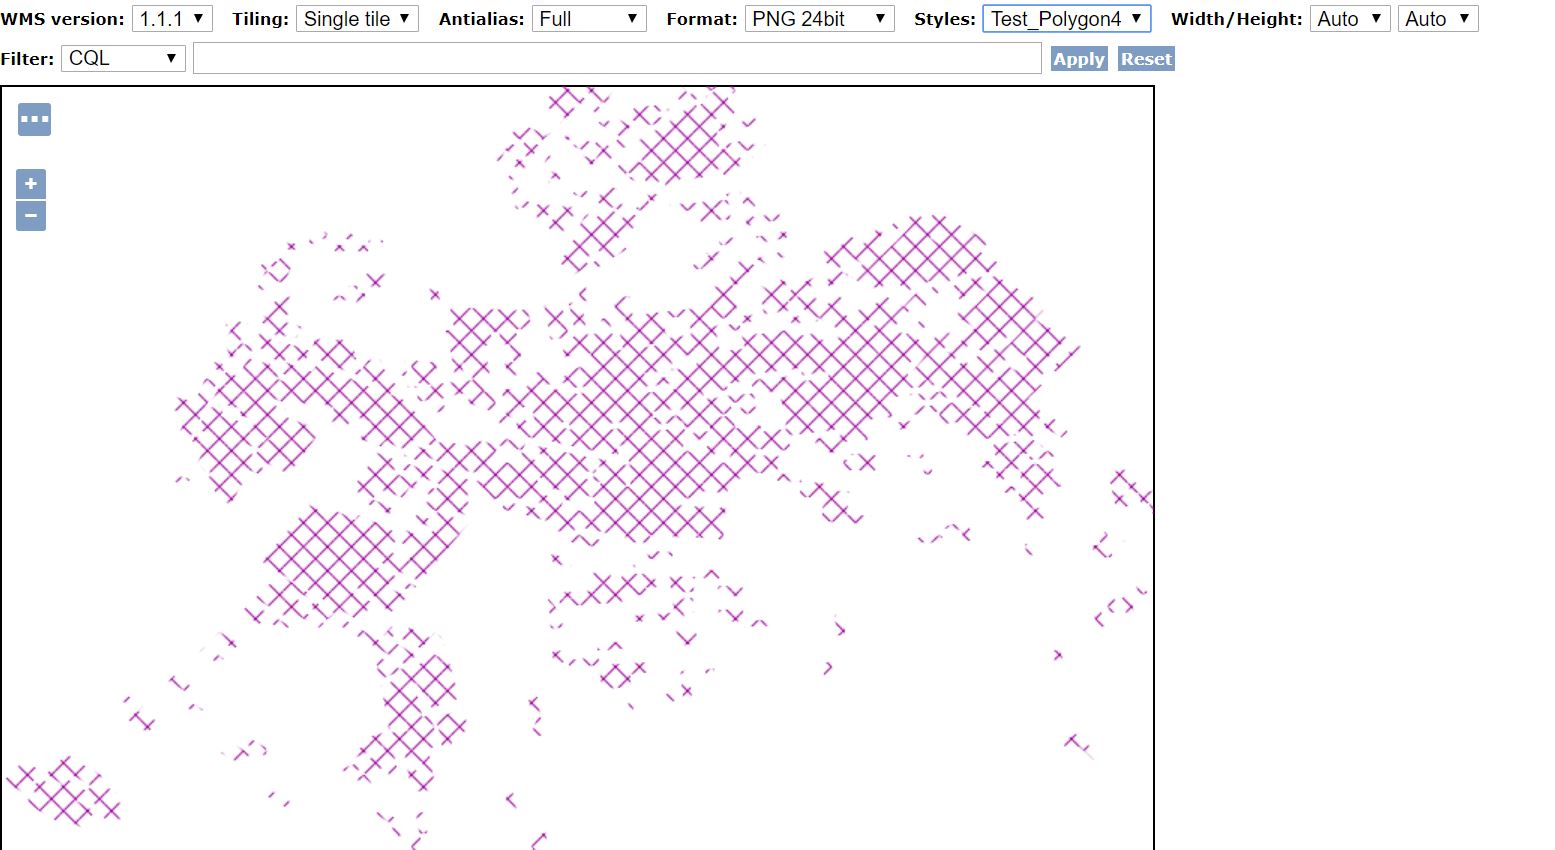 WMS version: 1.1.1 Tiling: Single tile Antialias: Full Format: PNG 24bit Styles: Test_Polygon4 Width/Height: Auto Auto
Filter: CQL Apply Reset
+
−